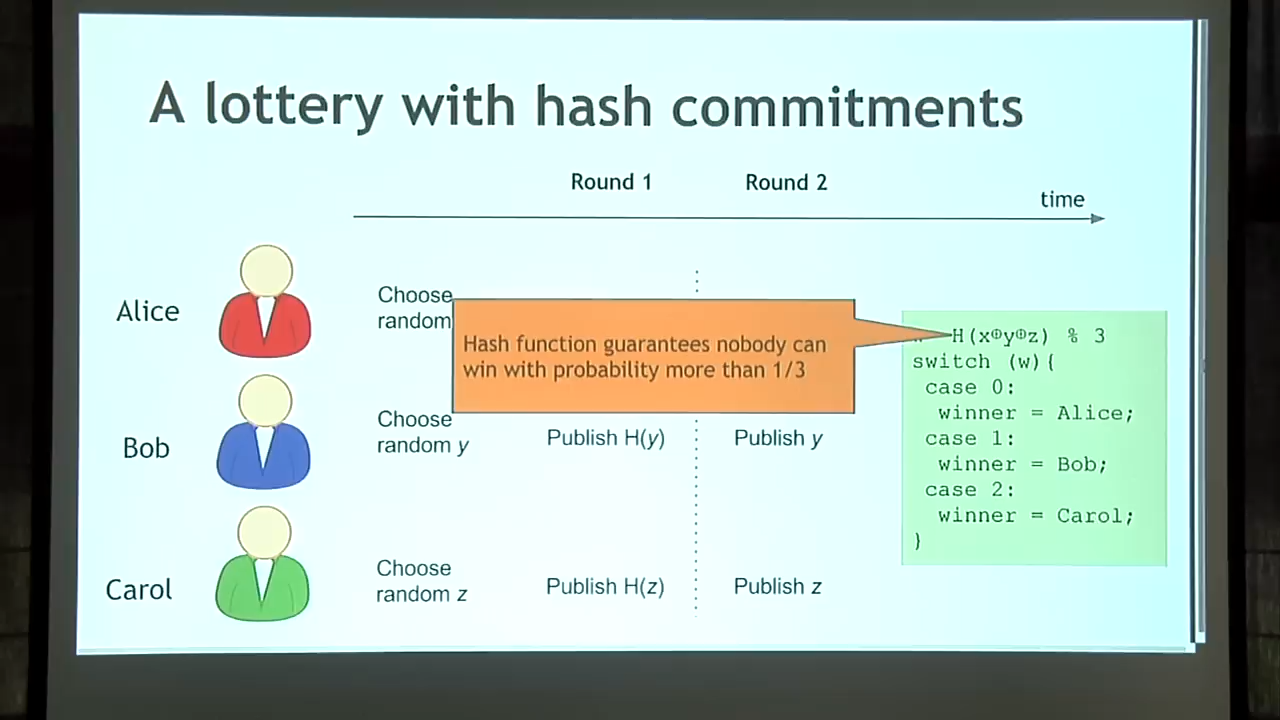 A lottery with hash commitments
Round 1
Round 2
time
Alice
Choose
random
Hash function guarantees nobody can
win with probability more than 1/3
H(x⊕y⊕z) % 3
switch (w){
case 0:
winner = Alice;
case 1:
winner = Bob;
case 2:
winner = Carol;
}
Bob
Choose
random y
Publish H(y)
Publish y
Carol
Choose
random z
Publish H(z)
Publish z